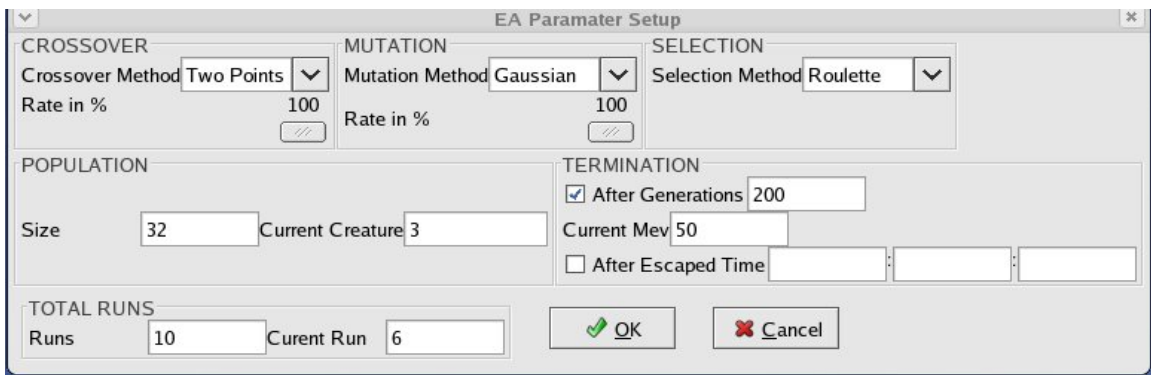 EA Paramater Setup
CROSSOVER
Crossover Method Two Points
Rate in % 100
MUTATION
Mutation Method Gaussian
100
Rate in %
SELECTION
Selection Method Roulette
POPULATION
Size 32 Current Creature 3
TERMINATION
After Generations 200
Current Mev 50
After Escaped Time : :
TOTAL RUNS
Runs 10 Curent Run 6
OK Cancel